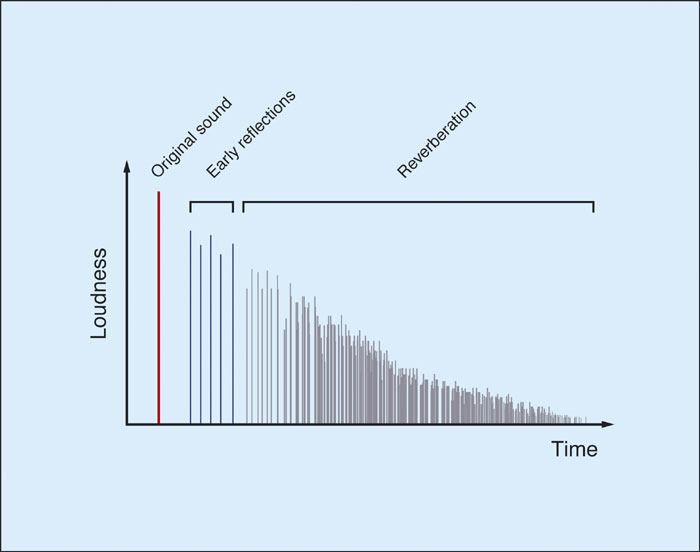 Original sound
Early reflections
Reverberation
Loudness
Time